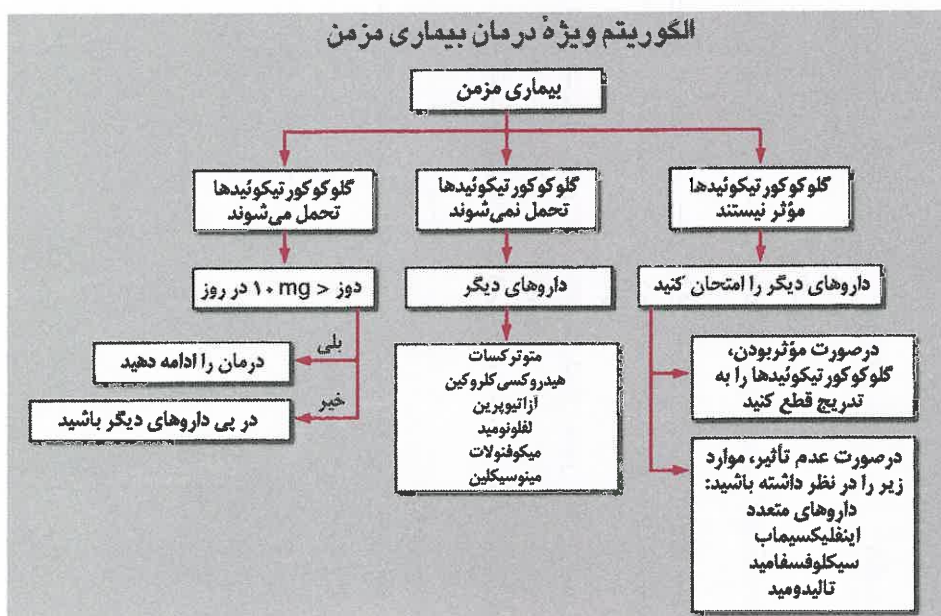 الگوریتم ویژهٔ درمان بیماری مزمن
بیماری مزمن
گلوکوکورتیکوئیدها
مؤثر نیستند
داروهای دیگر را امتحان کنید
درصورت مؤثربودن،
گلوکوکورتیکوئیدها را به
تدریج قطع کنید
درصورت عدم تأثیر، موارد
زیر را در نظر داشته باشید:
داروهای متعدد
اینفلیکسیماب
سیکلوفسفامید
تالیدومید
گلوکوکورتیکوئیدها
تحمل نمی‌شوند
داروهای دیگر
متوترکسات
هیدروکسی‌کلروکین
آزاتیوپرین
لفلونومید
میکوفنولات
مینوسیکلین
گلوکوکورتیکوئیدها
تحمل می‌شوند
دوز < ۱۰ mg در روز
بلی
درمان را ادامه دهید
خیر
در پی داروهای دیگر باشید